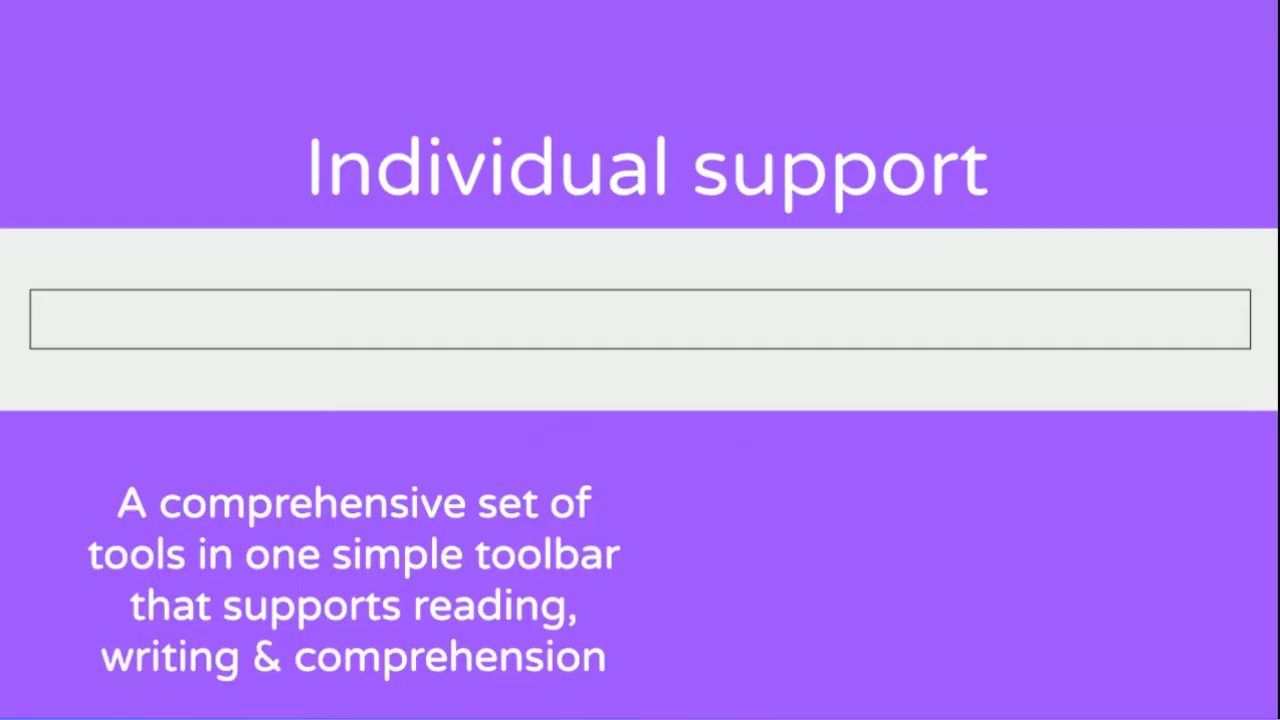 Individual support
A comprehensive set of
tools in one simple toolbar
that supports reading,
writing & comprehension